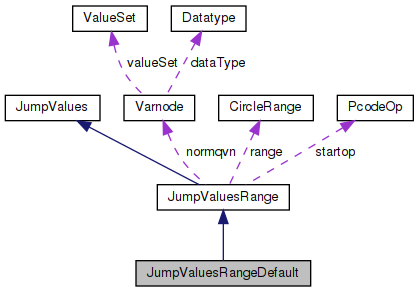 ValueSet
Datatype
valueSet
dataType
JumpValues
Varnode
CircleRange
PcodeOp
normqvn
range
startop
JumpValuesRange
JumpValuesRangeDefault